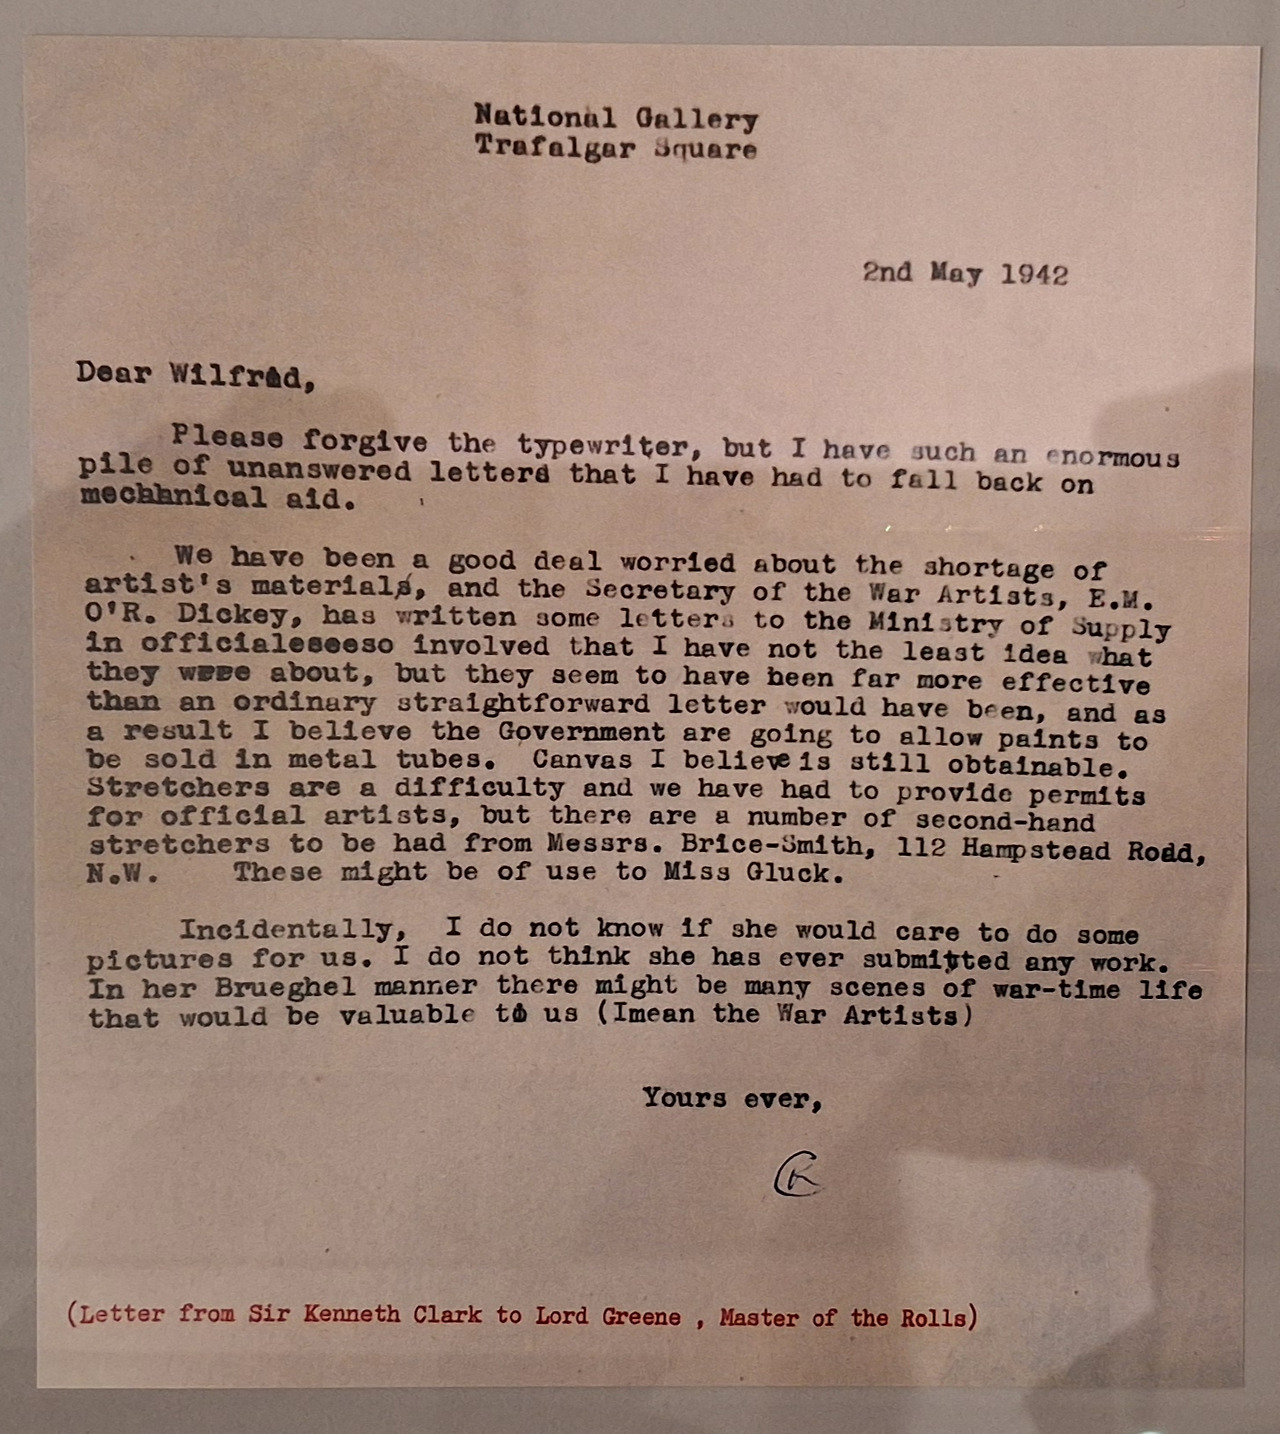 National Gallery
Trafalgar Square
2nd May 1942
Dear Wilfrid,
Please forgive the typewriter, but I have such an enormous
pile of unanswered letters that I have had to fall back on
mechhnical aid.
We have been a good deal worried about the shortage of
artist's materials, and the Secretary of the War Artists, E.M.
O'R. Dickey, has written some letters to the Ministry of Supply
in officialeseeso involved that I have not the least idea what
they were about, but they seem to have been far more effective
than an ordinary straightforward letter would have been, and as
a result I believe the Government are going to allow paints to
be sold in metal tubes. Canvas I believe is still obtainable.
Stretchers are a difficulty and we have had to provide permits
for official artists, but there are a number of second-hand
stretchers to be had from Messrs. Brice-Smith, 112 Hampstead Road,
N.W. These might be of use to Miss Gluck.
Incidentally, I do not know if she would care to do some
pictures for us. I do not think she has ever submitted any work.
In her Brueghel manner there might be many scenes of war-time life
that would be valuable to us (Imean the War Artists)
Yours ever,
CK
(Letter from Sir Kenneth Clark to Lord Greene , Master of the Rolls)